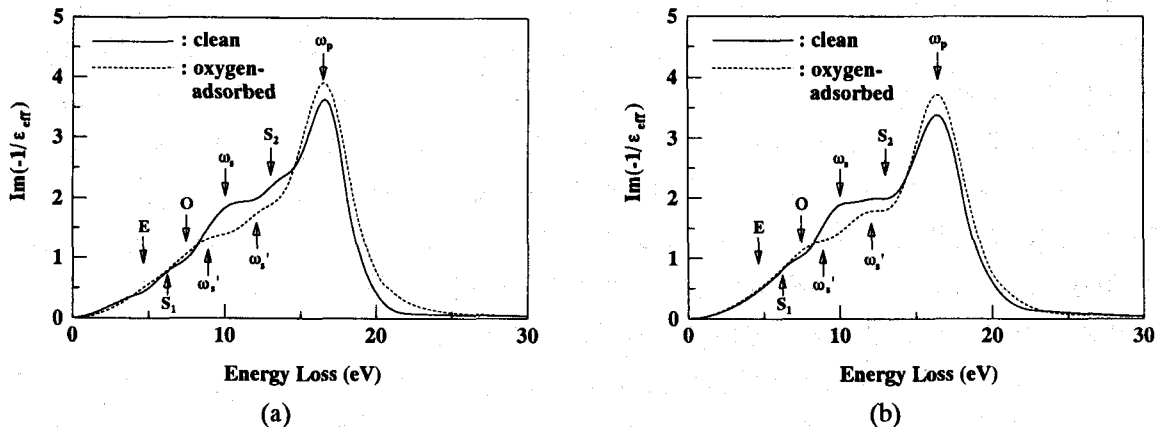 5
4
3
2
1
0
Im(-1/ε_eff)
: clean
: oxygen-
adsorbed
ω_p
S_2
ω_s
O
E
S_1
ω_s'
ω_s'
0 10 20 30
Energy Loss (eV)
(a)
5
4
3
2
1
0
Im(-1/ε_eff)
: clean
: oxygen-
adsorbed
ω_p
S_2
ω_s
O
E
S_1
ω_s'
ω_s'
0 10 20 30
Energy Loss (eV)
(b)